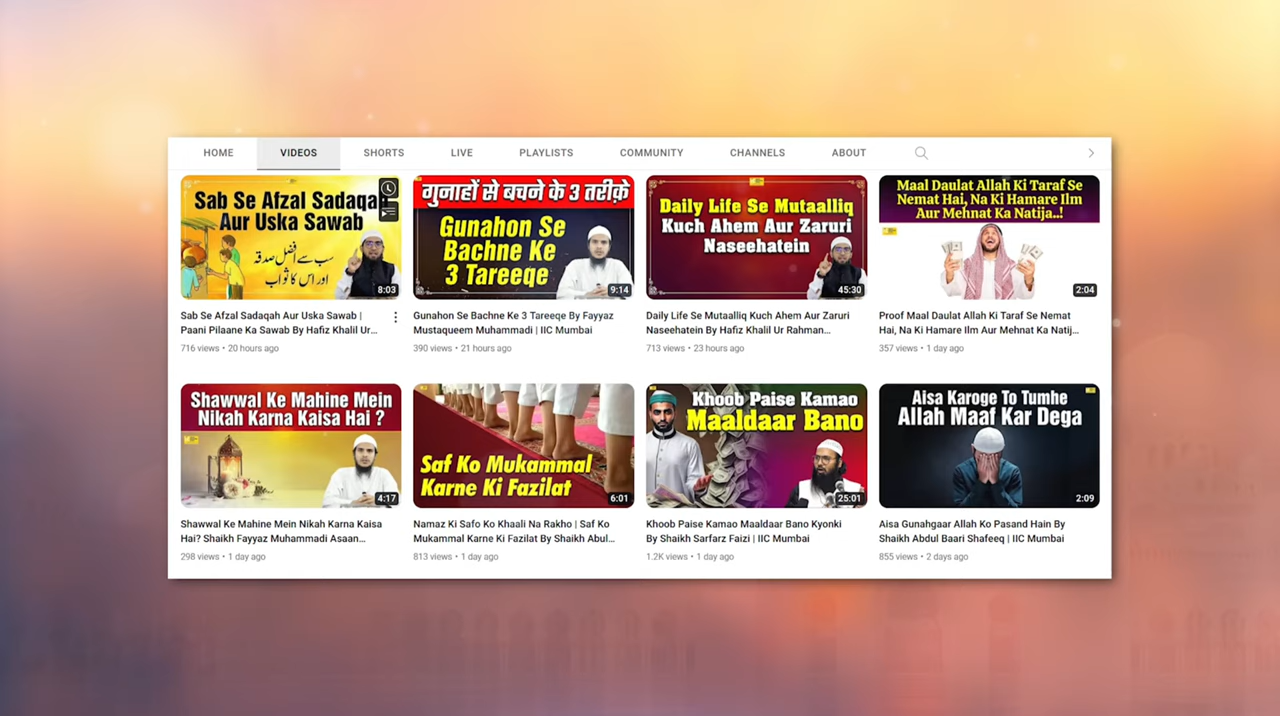 HOME VIDEOS SHORTS LIVE PLAYLISTS COMMUNITY CHANNELS ABOUT
Sab Se Afzal Sadaqah
Aur Uska Sawab
سب سے افضل صدقہ
اور اس کا ثواب
8:03
Sab Se Afzal Sadaqah Aur Uska Sawab |
Paani Pilaane Ka Sawab By Hafiz Khalil Ur...
716 views • 20 hours ago
गुनाहों से बचने के 3 तरीक़े
Gunahon Se
Bachne Ke
3 Tareeqe
9:14
Gunahon Se Bachne Ke 3 Tareeqe By Fayyaz
Mustaqueem Muhammadi | IIC Mumbai
390 views • 21 hours ago
Daily Life Se Mutaalliq
Kuch Ahem Aur Zaruri
Naseehatein
45:30
Daily Life Se Mutaalliq Kuch Ahem Aur Zaruri
Naseehatein By Hafiz Khalil Ur Rahman...
713 views • 23 hours ago
Maal Daulat Allah Ki Taraf Se
Nemat Hai, Na Ki Hamare Ilm
Aur Mehnat Ka Natija..!
2:04
Proof Maal Daulat Allah Ki Taraf Se Nemat
Hai, Na Ki Hamare Ilm Aur Mehnat Ka Natij...
357 views • 1 day ago
Shawwal Ke Mahine Mein
Nikah Karna Kaisa Hai ?
4:17
Shawwal Ke Mahine Mein Nikah Karna Kaisa
Hai? Shaikh Fayyaz Muhammadi Asaan...
298 views • 1 day ago
Saf Ko Mukammal
Karne Ki Fazilat
6:01
Namaz Ki Safo Ko Khaali Na Rakho | Saf Ko
Mukammal Karne Ki Fazilat By Shaikh Abul...
813 views • 1 day ago
Khoob Paise Kamao
Maaldaar Bano
25:01
Khoob Paise Kamao Maaldaar Bano Kyonki
By Shaikh Sarfarz Faizi | IIC Mumbai
1.2K views • 1 day ago
Aisa Karoge To Tumhe
Allah Maaf Kar Dega
2:09
Aisa Gunahgaar Allah Ko Pasand Hain By
Shaikh Abdul Baari Shafeeq | IIC Mumbai
855 views • 2 days ago